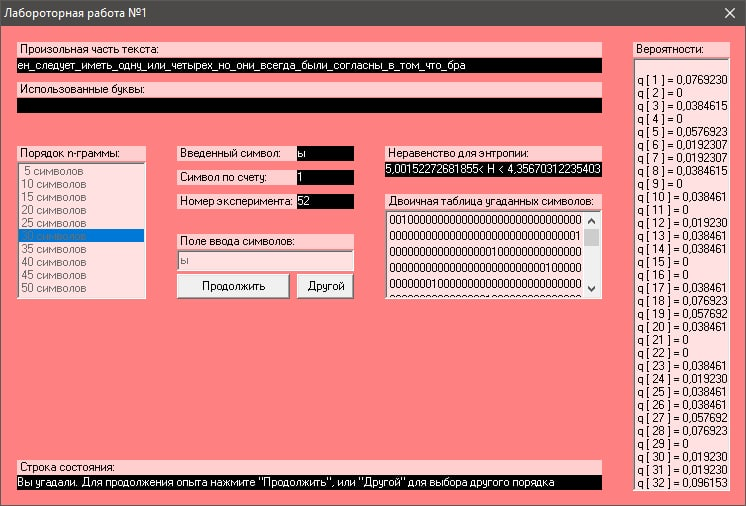 Лабороторная работа №1
Произольная часть текста:
ен_следует_иметь_одну_или_четырех_но_они_всегда_были_согласны_в_том_что_бра
Использованные буквы:
Порядок n-граммы:
5 символов
10 символов
15 символов
20 символов
25 символов
30 символов
35 символов
40 символов
45 символов
50 символов
Введенный символ: ы
Символ по счету: 1
Номер эксперимента: 52
Поле ввода символов:
ы
Продолжить Другой
Неравенство для энтропии:
5,00152272681855< H < 4,35670312235403
Двоичная таблица угаданных символов:
00100000000000000000000000000000
00000000000000000000000000000001
00000000000000000100000000000000
00000000000000000000000000100000
00000001000000000000000000000000
Вероятности:
q [ 1 ] = 0,0769230
q [ 2 ] = 0
q [ 3 ] = 0,0384615
q [ 4 ] = 0
q [ 5 ] = 0,0576923
q [ 6 ] = 0,0192307
q [ 7 ] = 0,0192307
q [ 8 ] = 0,0384615
q [ 9 ] = 0
q [ 10 ] = 0,038461
q [ 11 ] = 0
q [ 12 ] = 0,019230
q [ 13 ] = 0,038461
q [ 14 ] = 0,038461
q [ 15 ] = 0
q [ 16 ] = 0
q [ 17 ] = 0,038461
q [ 18 ] = 0,076923
q [ 19 ] = 0,057692
q [ 20 ] = 0,038461
q [ 21 ] = 0
q [ 22 ] = 0
q [ 23 ] = 0,038461
q [ 24 ] = 0,019230
q [ 25 ] = 0,038461
q [ 26 ] = 0,038461
q [ 27 ] = 0,057692
q [ 28 ] = 0,076923
q [ 29 ] = 0
q [ 30 ] = 0,019230
q [ 31 ] = 0,019230
q [ 32 ] = 0,096153
Строка состояния:
Вы угадали. Для продолжения опыта нажмите "Продолжить", или "Другой" для выбора другого порядка